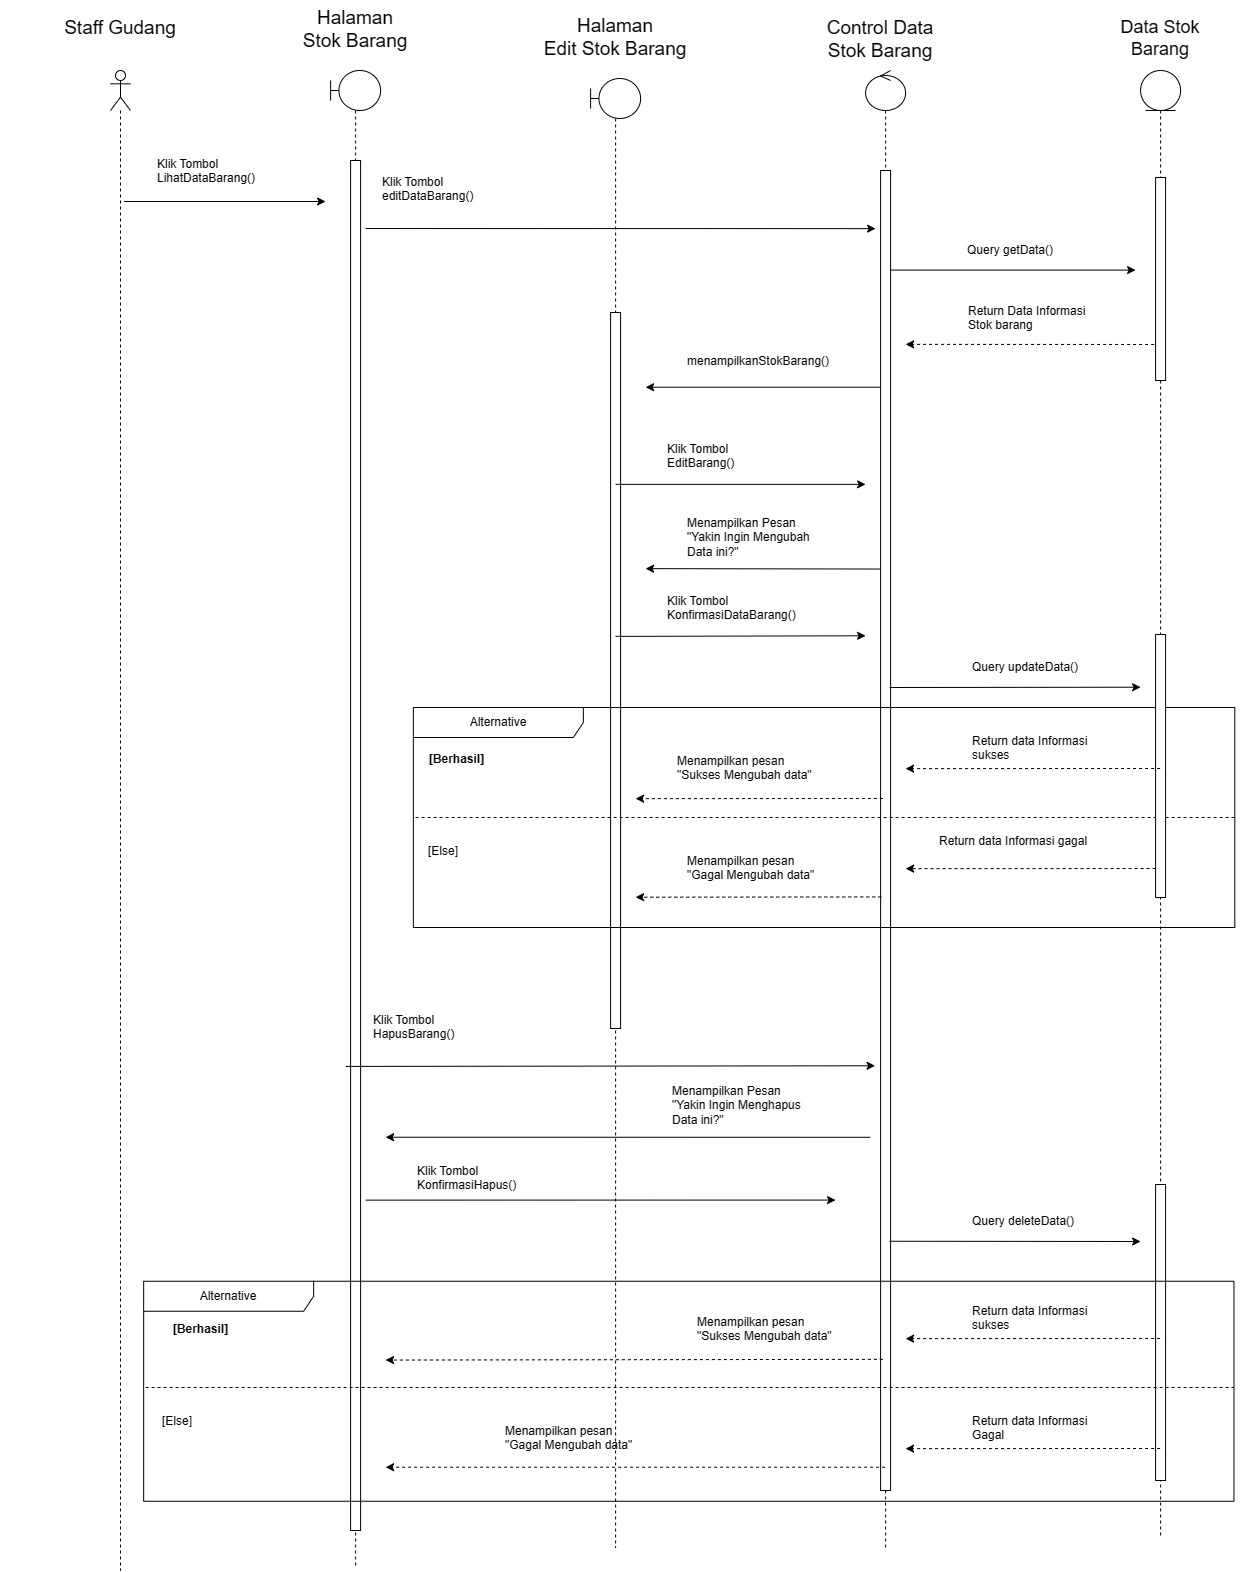 Staff Gudang
Halaman
Stok Barang
Halaman
Edit Stok Barang
Control Data
Stok Barang
Data Stok
Barang
Klik Tombol
LihatDataBarang()
Klik Tombol
editDataBarang()
Query getData()
Return Data Informasi
Stok barang
menampilkanStokBarang()
Klik Tombol
EditBarang()
Menampilkan Pesan
"Yakin Ingin Mengubah
Data ini?"
Klik Tombol
KonfirmasiDataBarang()
Query updateData()
Alternative
[Berhasil]
Return data Informasi
sukses
Menampilkan pesan
"Sukses Mengubah data"
[Else]
Return data Informasi gagal
Menampilkan pesan
"Gagal Mengubah data"
Klik Tombol
HapusBarang()
Menampilkan Pesan
"Yakin Ingin Menghapus
Data ini?"
Klik Tombol
KonfirmasiHapus()
Query deleteData()
Alternative
[Berhasil]
Return data Informasi
sukses
Menampilkan pesan
"Sukses Mengubah data"
[Else]
Return data Informasi
Gagal
Menampilkan pesan
"Gagal Mengubah data"